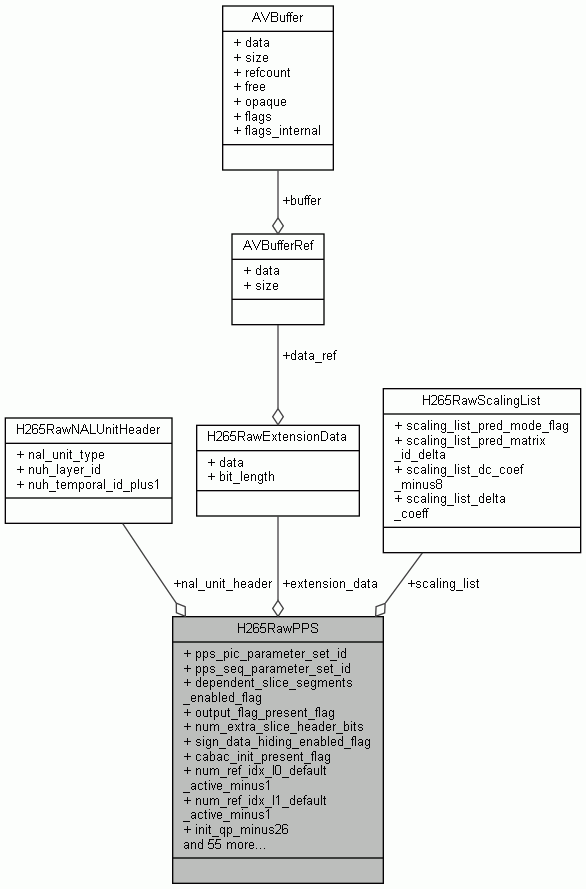 AVBuffer
+ data
+ size
+ refcount
+ free
+ opaque
+ flags
+ flags_internal
+buffer
AVBufferRef
+ data
+ size
+data_ref
H265RawNALUnitHeader
+ nal_unit_type
+ nuh_layer_id
+ nuh_temporal_id_plus1
H265RawExtensionData
+ data
+ bit_length
H265RawScalingList
+ scaling_list_pred_mode_flag
+ scaling_list_pred_matrix
_id_delta
+ scaling_list_dc_coef
_minus8
+ scaling_list_delta
_coeff
+nal_unit_header
+extension_data
+scaling_list
H265RawPPS
+ pps_pic_parameter_set_id
+ pps_seq_parameter_set_id
+ dependent_slice_segments
_enabled_flag
+ output_flag_present_flag
+ num_extra_slice_header_bits
+ sign_data_hiding_enabled_flag
+ cabac_init_present_flag
+ num_ref_idx_l0_default
_active_minus1
+ num_ref_idx_l1_default
_active_minus1
+ init_qp_minus26
and 55 more...